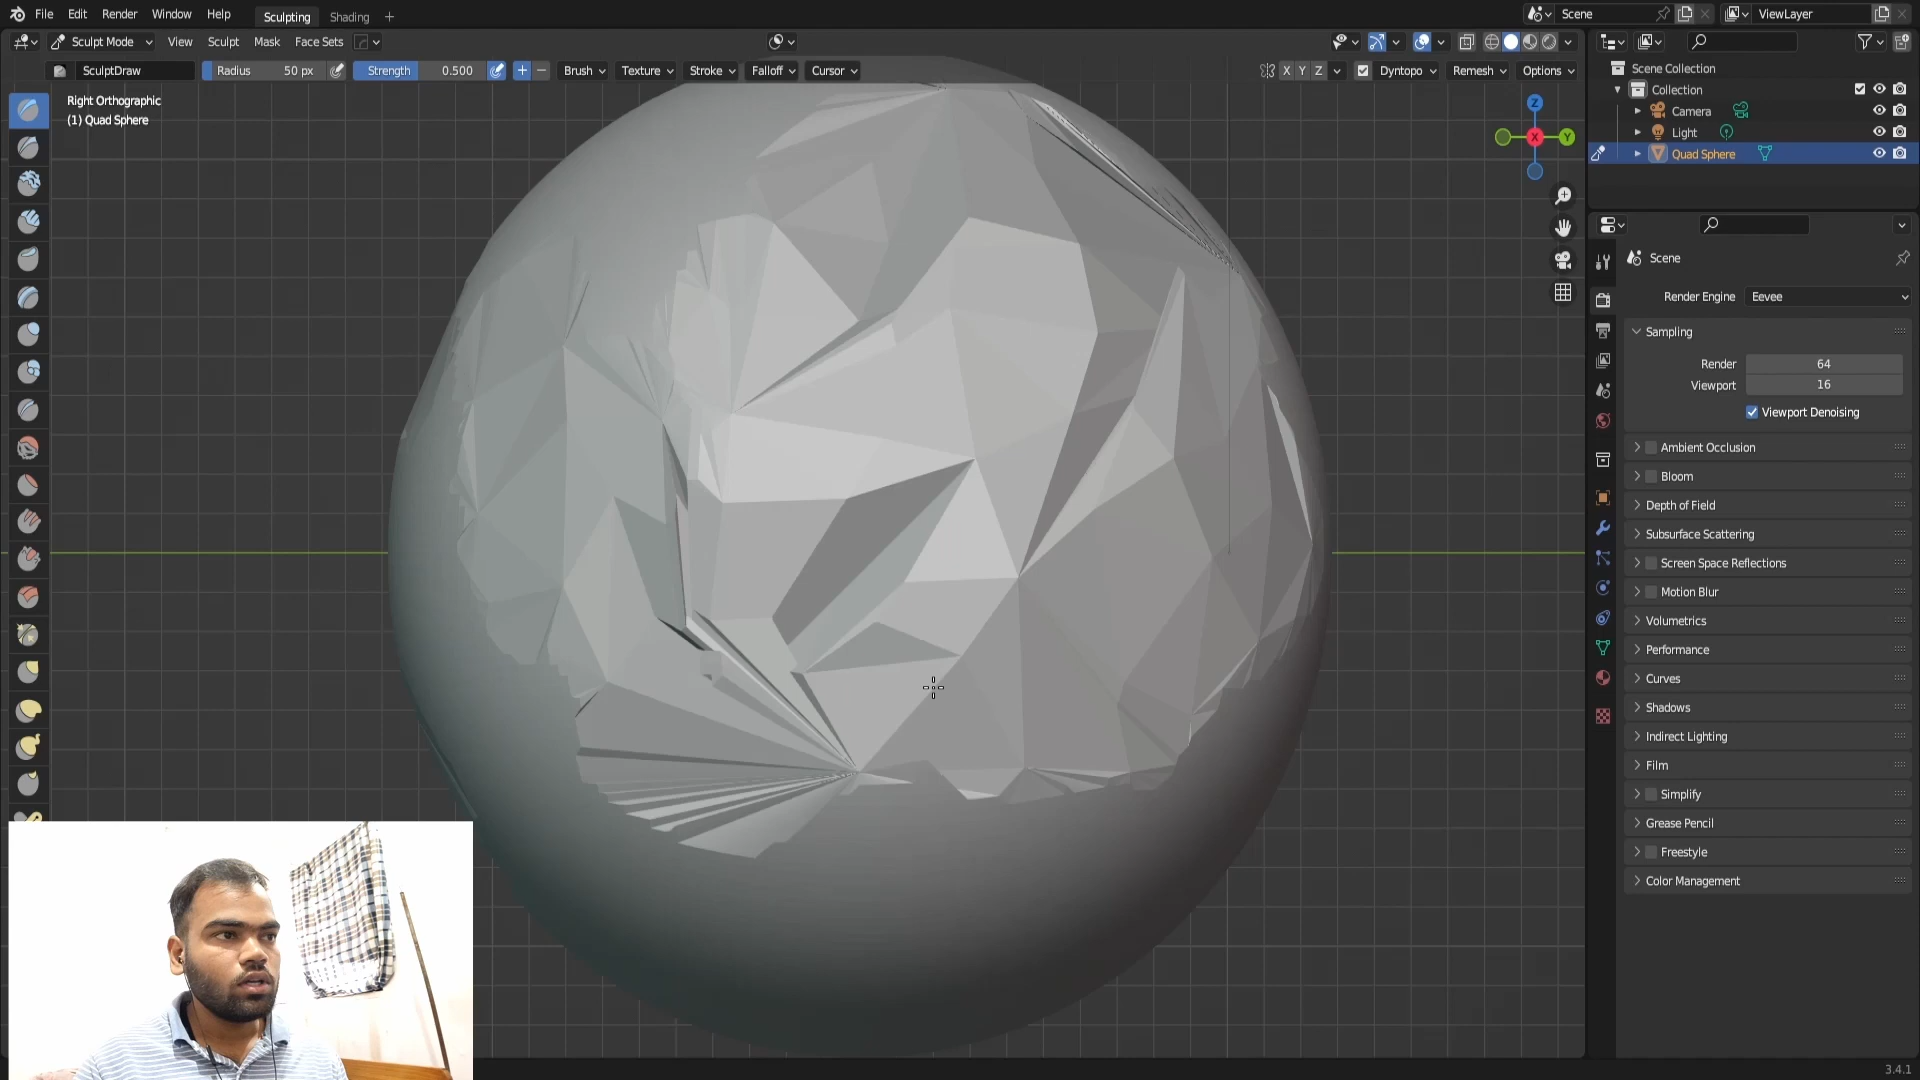 File Edit Render Window Help Sculpting Shading + Scene ViewLayer
Sculpt Mode View Sculpt Mask Face Sets
SculptDraw Radius 50 px Strength 0.500 + − Brush Texture Stroke Falloff Cursor X Y Z Dyntopo Remesh Options
Right Orthographic
(1) Quad Sphere
Z
X
Y
Scene Collection
Collection
Camera
Light
Quad Sphere
Scene
Render Engine Eevee
Sampling
Render 64
Viewport 16
Viewport Denoising
Ambient Occlusion
Bloom
Depth of Field
Subsurface Scattering
Screen Space Reflections
Motion Blur
Volumetrics
Performance
Curves
Shadows
Indirect Lighting
Film
Simplify
Grease Pencil
Freestyle
Color Management
3.4.1